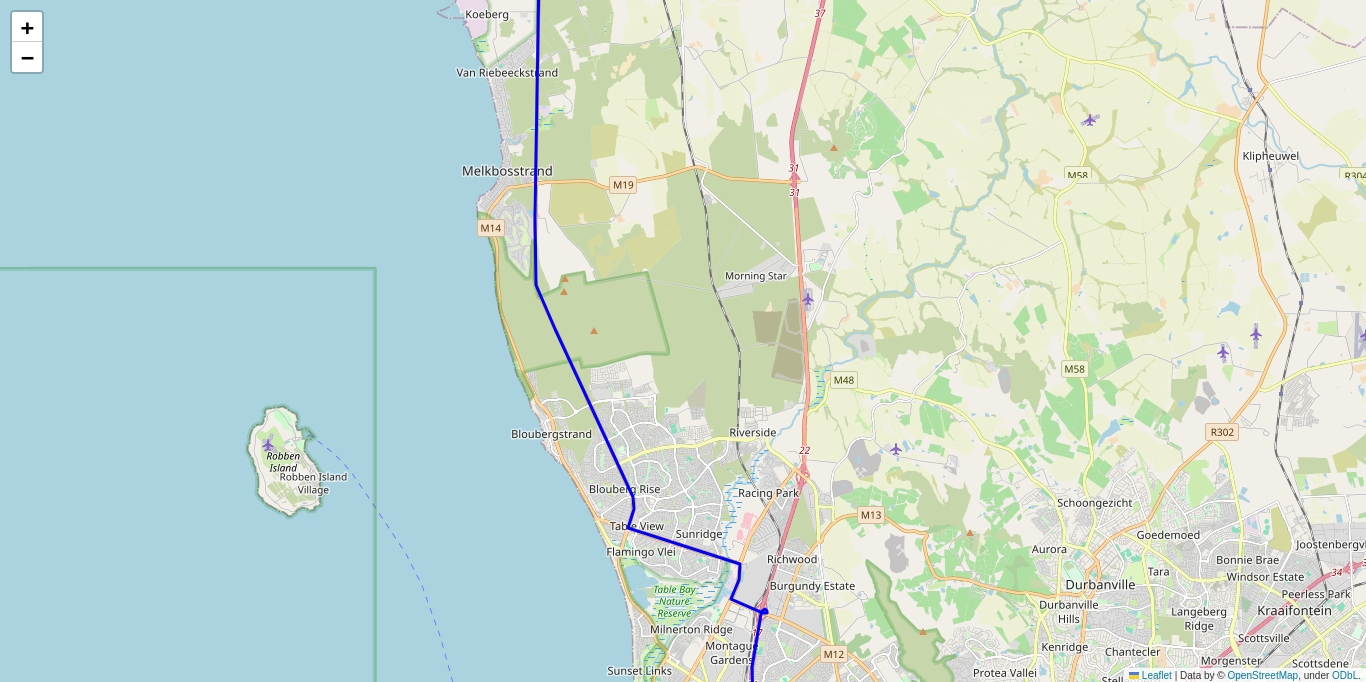 +
−
Koeberg
37
Van Riebeeckstrand
Klipheuwel
Melkbosstrand
31
M58
R304
M19
31
M14
Morning Star
M58
M48
Bloubergstrand
Riverside
R302
22
Robben
Island
Robben Island
Village
Blouberg Rise
Racing Park
Schoongezicht
M13
Table View
Sunridge
Goedemoed
Joostenbergvl
Flamingo Vlei
Aurora
Richwood
Bonnie Brae
Tara
34
Windsor Estate
Table Bay
Nature
Reserve
Burgundy Estate
Durbanville
Peerless Park
Durbanville
Hills
Langeberg
Ridge
Kraaifontein
Milnerton Ridge
17
Scottsville
Montague
Gardens
M12
Kenridge
Chantecler
Morgenster
Scottsdene
Sunset Links
Protea Vallei
Stell
Leaflet | Data by © OpenStreetMap, under ODbL.